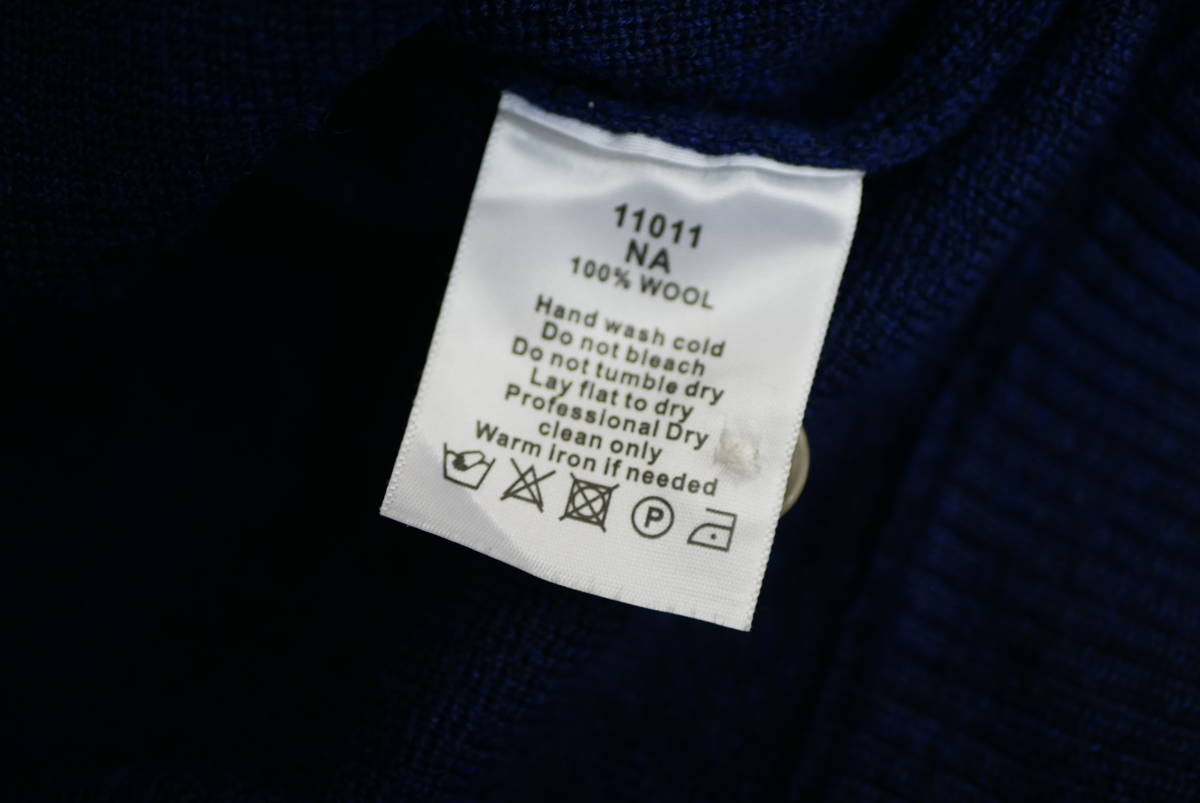 11011
NA
100% WOOL
Hand wash cold
Do not bleach
Do not tumble dry
Lay flat to dry
Professional Dry
clean only
Warm iron if needed
P